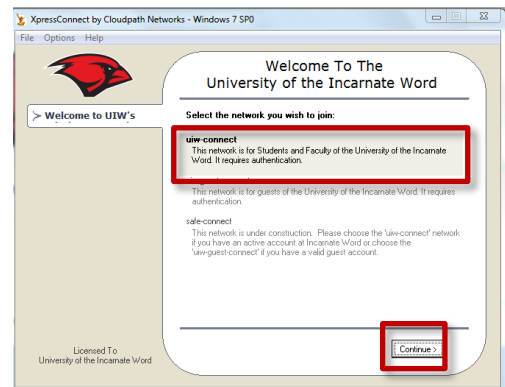 XpressConnect by Cloudpath Networks - Windows 7 SP0
File Options Help
Welcome To The
University of the Incarnate Word
> Welcome to UIW's
Select the network you wish to join:
uiw-connect
This network is for Students and Faculty of the University of the Incarnate
Word. It requires authentication.
This network is for guests of the University of the Incarnate Word. It requires
authentication.
safe-connect
This network is under construction. Please choose the 'uiw-connect' network
if you have an active account at Incarnate Word or choose the
'uiw-guest-connect' if you have a valid guest account.
Continue >
Licensed To
University of the Incarnate Word